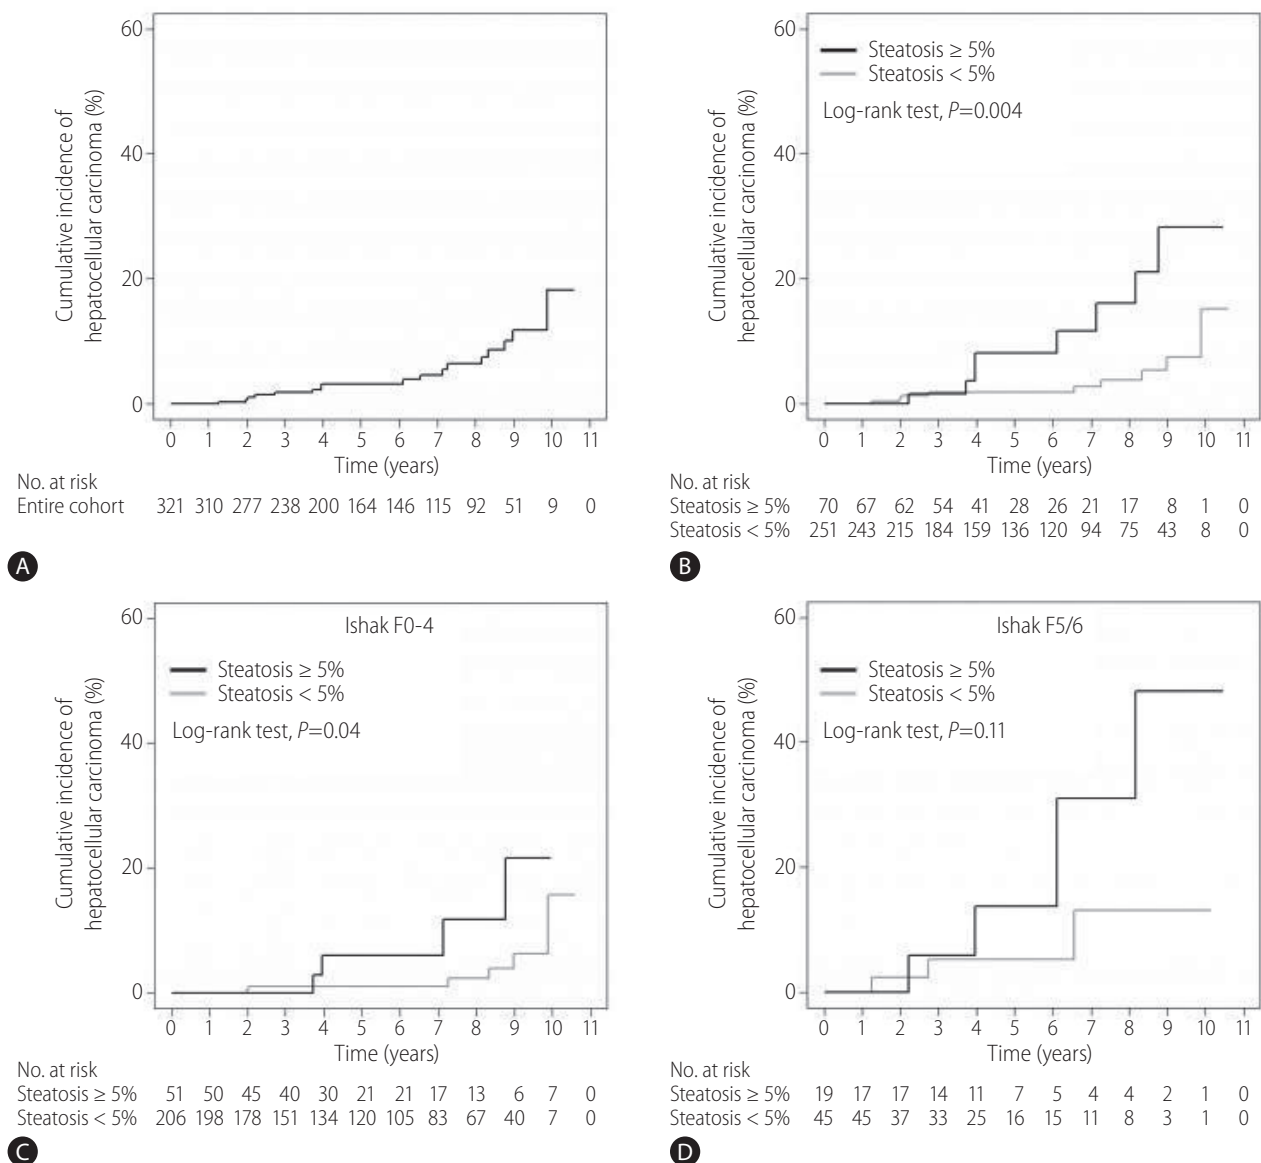 Cumulative incidence of
hepatocellular carcinoma (%)
60
40
20
0
0 1 2 3 4 5 6 7 8 9 10 11
Time (years)
No. at risk
Entire cohort 321 310 277 238 200 164 146 115 92 51 9 0
A
Cumulative incidence of
hepatocellular carcinoma (%)
60
40
20
0
Steatosis ≥ 5%
Steatosis < 5%
Log-rank test, P=0.004
0 1 2 3 4 5 6 7 8 9 10 11
Time (years)
No. at risk
Steatosis ≥ 5% 70 67 62 54 41 28 26 21 17 8 1 0
Steatosis < 5% 251 243 215 184 159 136 120 94 75 43 8 0
B
Cumulative incidence of
hepatocellular carcinoma (%)
60
40
20
0
Ishak F0-4
Steatosis ≥ 5%
Steatosis < 5%
Log-rank test, P=0.04
0 1 2 3 4 5 6 7 8 9 10 11
Time (years)
No. at risk
Steatosis ≥ 5% 51 50 45 40 30 21 21 17 13 6 7 0
Steatosis < 5% 206 198 178 151 134 120 105 83 67 40 7 0
C
Cumulative incidence of
hepatocellular carcinoma (%)
60
40
20
0
Ishak F5/6
Steatosis ≥ 5%
Steatosis < 5%
Log-rank test, P=0.11
0 1 2 3 4 5 6 7 8 9 10 11
Time (years)
No. at risk
Steatosis ≥ 5% 19 17 17 14 11 7 5 4 4 2 1 0
Steatosis < 5% 45 45 37 33 25 16 15 11 8 3 1 0
D